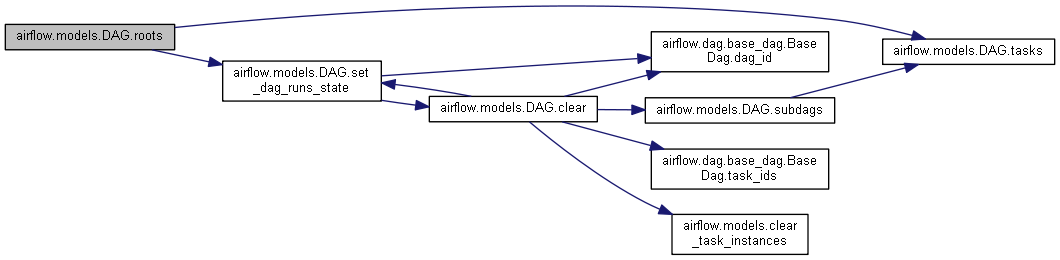 airflow.models.DAG.roots
airflow.models.DAG.set
_dag_runs_state
airflow.models.DAG.clear
airflow.dag.base_dag.Base
Dag.dag_id
airflow.models.DAG.subdags
airflow.dag.base_dag.Base
Dag.task_ids
airflow.models.clear
_task_instances
airflow.models.DAG.tasks